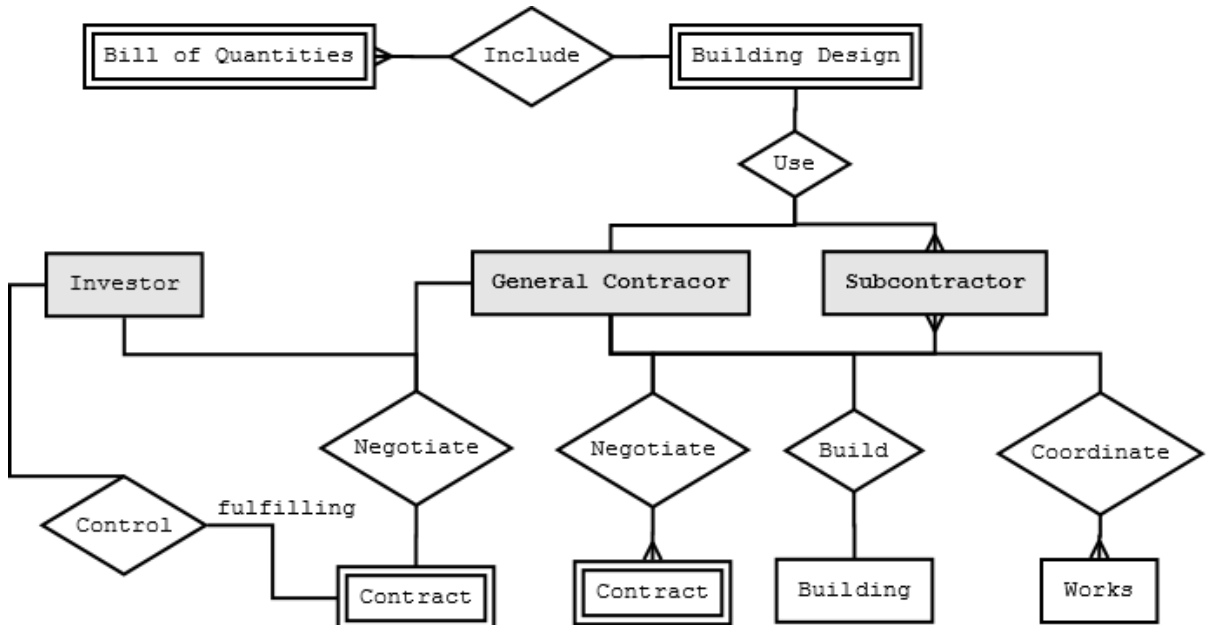 Bill of Quantities
Include
Building Design
Use
Investor
General Contracor
Subcontractor
Negotiate
Negotiate
Build
Coordinate
Control
fulfilling
Contract
Contract
Building
Works